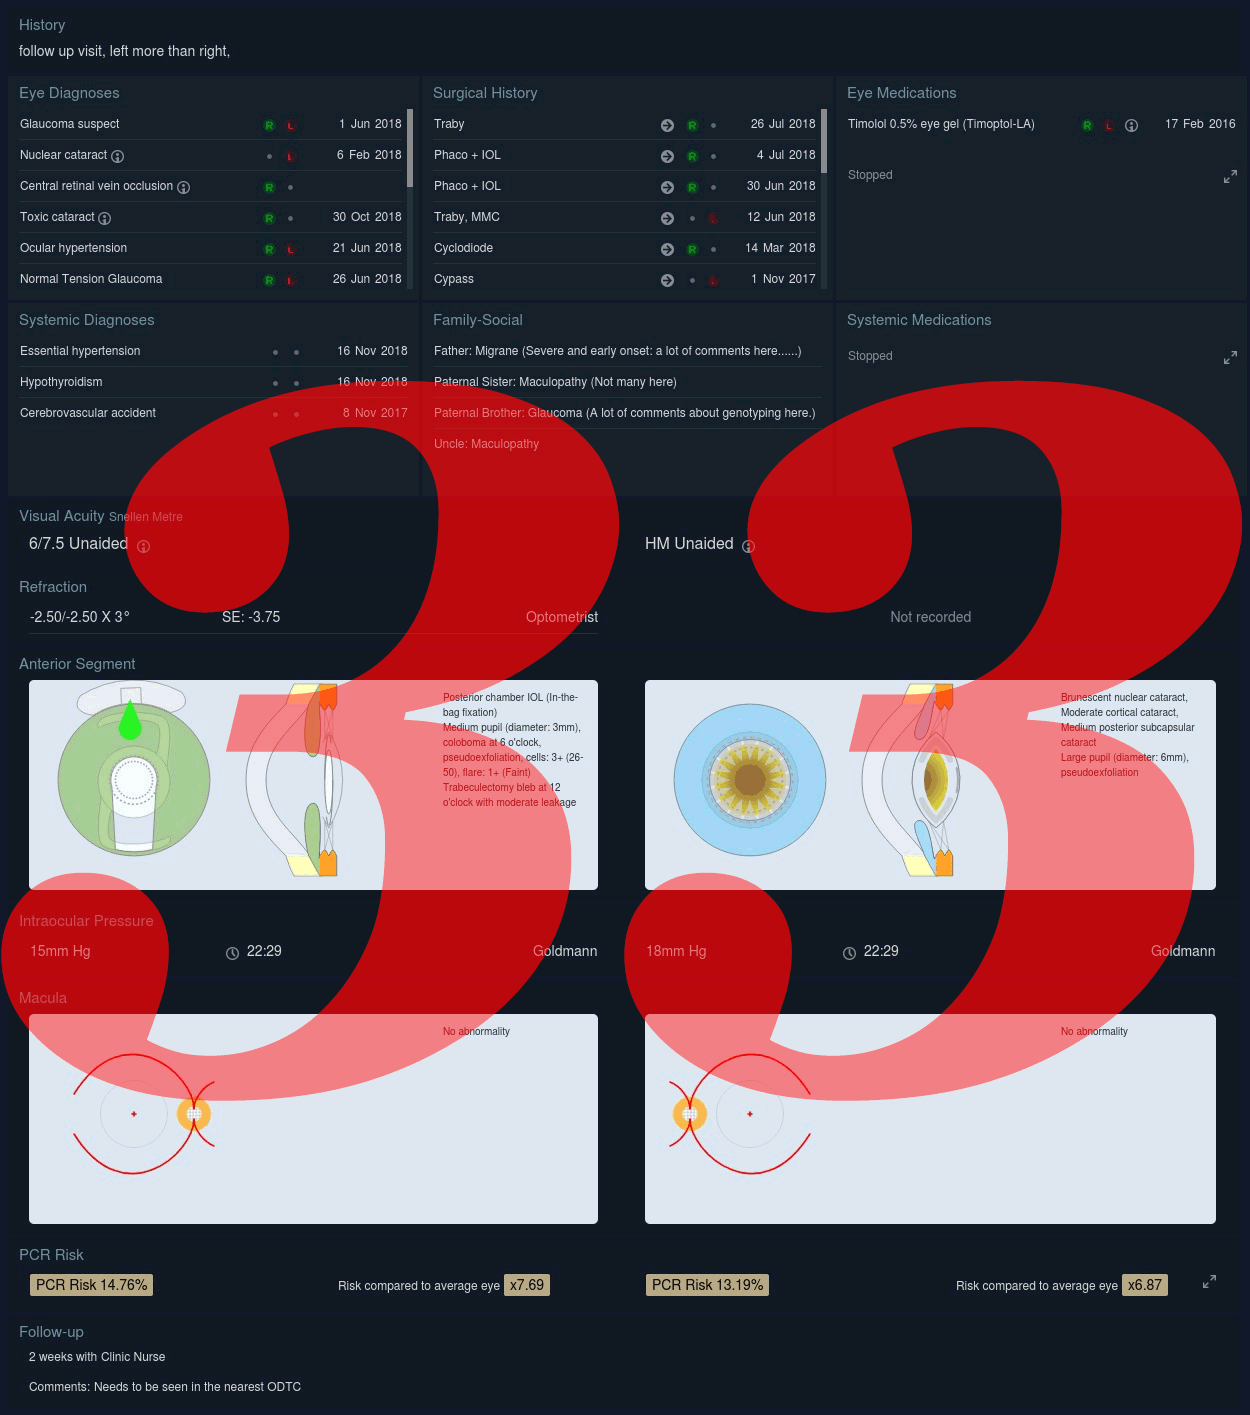 History
follow up visit, left more than right,
Eye Diagnoses
Glaucoma suspect R L 1 Jun 2018
Nuclear cataract L 6 Feb 2018
Central retinal vein occlusion R
Toxic cataract R 30 Oct 2018
Ocular hypertension R L 21 Jun 2018
Normal Tension Glaucoma R L 26 Jun 2018
Surgical History
Traby R 26 Jul 2018
Phaco + IOL R 4 Jul 2018
Phaco + IOL R 30 Jun 2018
Traby, MMC L 12 Jun 2018
Cyclodiode R 14 Mar 2018
Cypass L 1 Nov 2017
Eye Medications
Timolol 0.5% eye gel (Timoptol-LA) R L 17 Feb 2016
Stopped
Systemic Diagnoses
Essential hypertension 16 Nov 2018
Hypothyroidism 16 Nov 2018
Cerebrovascular accident 8 Nov 2017
Family-Social
Father: Migrane (Severe and early onset: a lot of comments here......)
Paternal Sister: Maculopathy (Not many here)
Paternal Brother: Glaucoma (A lot of comments about genotyping here.)
Uncle: Maculopathy
Systemic Medications
Stopped
33
Visual Acuity Snellen Metre
6/7.5 Unaided HM Unaided
Refraction
-2.50/-2.50 X 3° SE: -3.75 Optometrist Not recorded
Anterior Segment
Posterior chamber IOL (In-the-
bag fixation)
Medium pupil (diameter: 3mm),
coloboma at 6 o'clock,
pseudoexfoliation, cells: 3+ (26-
50), flare: 1+ (Faint)
Trabeculectomy bleb at 12
o'clock with moderate leakage
Brunescent nuclear cataract,
Moderate cortical cataract,
Medium posterior subcapsular
cataract
Large pupil (diameter: 6mm),
pseudoexfoliation
Intraocular Pressure
15mm Hg 22:29 Goldmann 18mm Hg 22:29 Goldmann
Macula
No abnormality No abnormality
PCR Risk
PCR Risk 14.76% Risk compared to average eye x7.69 PCR Risk 13.19% Risk compared to average eye x6.87
Follow-up
2 weeks with Clinic Nurse
Comments: Needs to be seen in the nearest ODTC